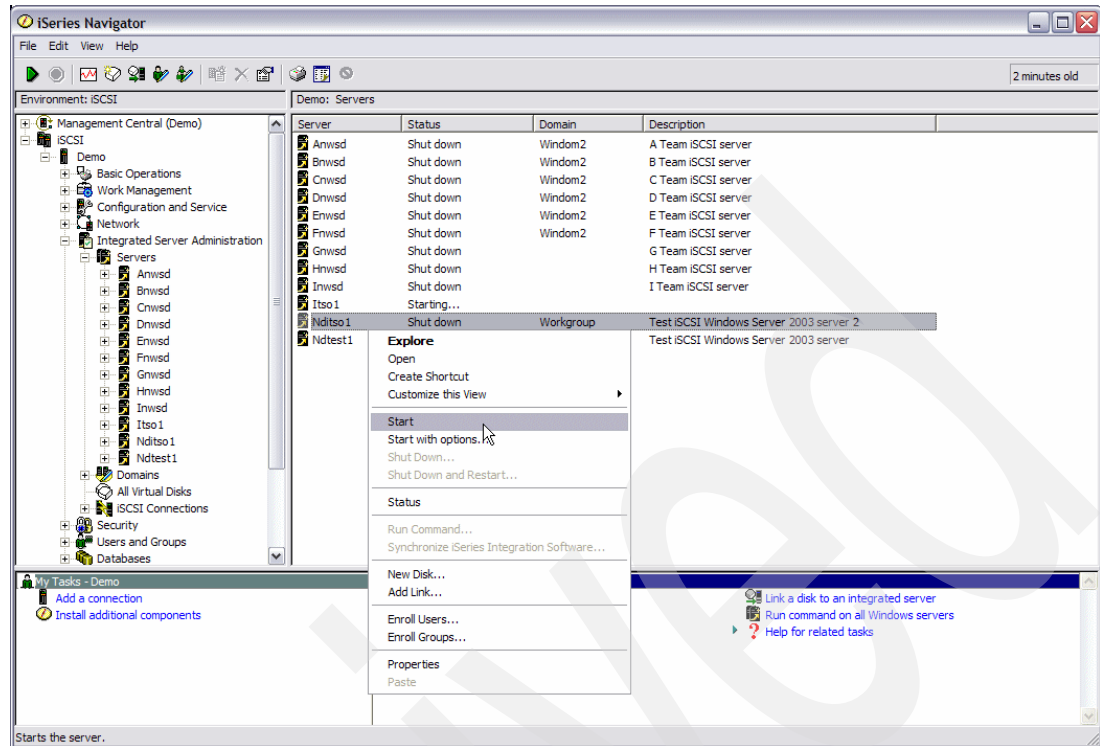 iSeries Navigator
File Edit View Help
2 minutes old
Environment: iSCSI
Demo: Servers
Management Central (Demo)
iSCSI
Demo
Basic Operations
Work Management
Configuration and Service
Network
Integrated Server Administration
Servers
Anwsd
Bnwsd
Cnwsd
Dnwsd
Enwsd
Fnwsd
Gnwsd
Hnwsd
Inwsd
Itso1
Nditso1
Ndtest1
Domains
All Virtual Disks
iSCSI Connections
Security
Users and Groups
Databases
Server Status Domain Description
Anwsd Shut down Windom2 A Team iSCSI server
Bnwsd Shut down Windom2 B Team iSCSI server
Cnwsd Shut down Windom2 C Team iSCSI server
Dnwsd Shut down Windom2 D Team iSCSI server
Enwsd Shut down Windom2 E Team iSCSI server
Fnwsd Shut down Windom2 F Team iSCSI server
Gnwsd Shut down G Team iSCSI server
Hnwsd Shut down H Team iSCSI server
Inwsd Shut down I Team iSCSI server
Itso1 Starting...
Nditso1 Shut down Workgroup Test iSCSI Windows Server 2003 server 2
Ndtest1 Test iSCSI Windows Server 2003 server
Explore
Open
Create Shortcut
Customize this View
Start
Start with options...
Shut Down...
Shut Down and Restart...
Status
Run Command...
Synchronize iSeries Integration Software...
New Disk...
Add Link...
Enroll Users...
Enroll Groups...
Properties
Paste
My Tasks - Demo
Add a connection
Install additional components
Link a disk to an integrated server
Run command on all Windows servers
Help for related tasks
Starts the server.